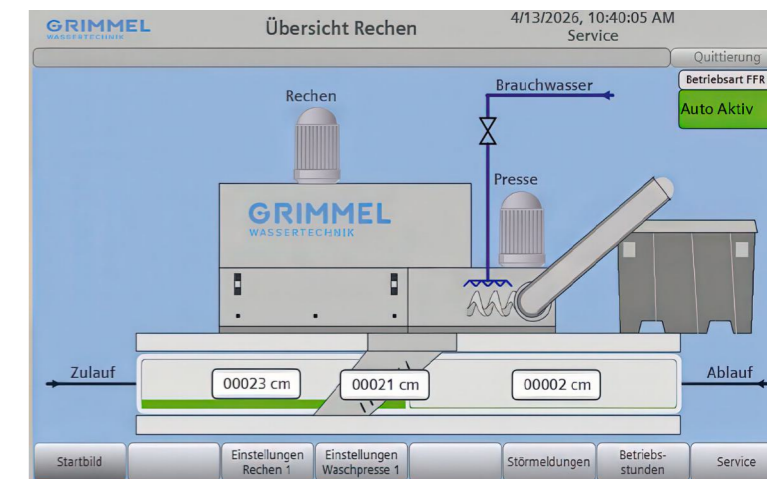 GRIMMEL
WASSERTECHNIK
Übersicht Rechen
4/13/2026, 10:40:05 AM
Service
Quittierung
Betriebsart FFR
Auto Aktiv
Brauchwasser
Rechen
Presse
GRIMMEL
WASSERTECHNIK
Zulauf
00023 cm
00021 cm
00002 cm
Ablauf
Startbild
Einstellungen
Rechen 1
Einstellungen
Waschpresse 1
Störmeldungen
Betriebs-
stunden
Service